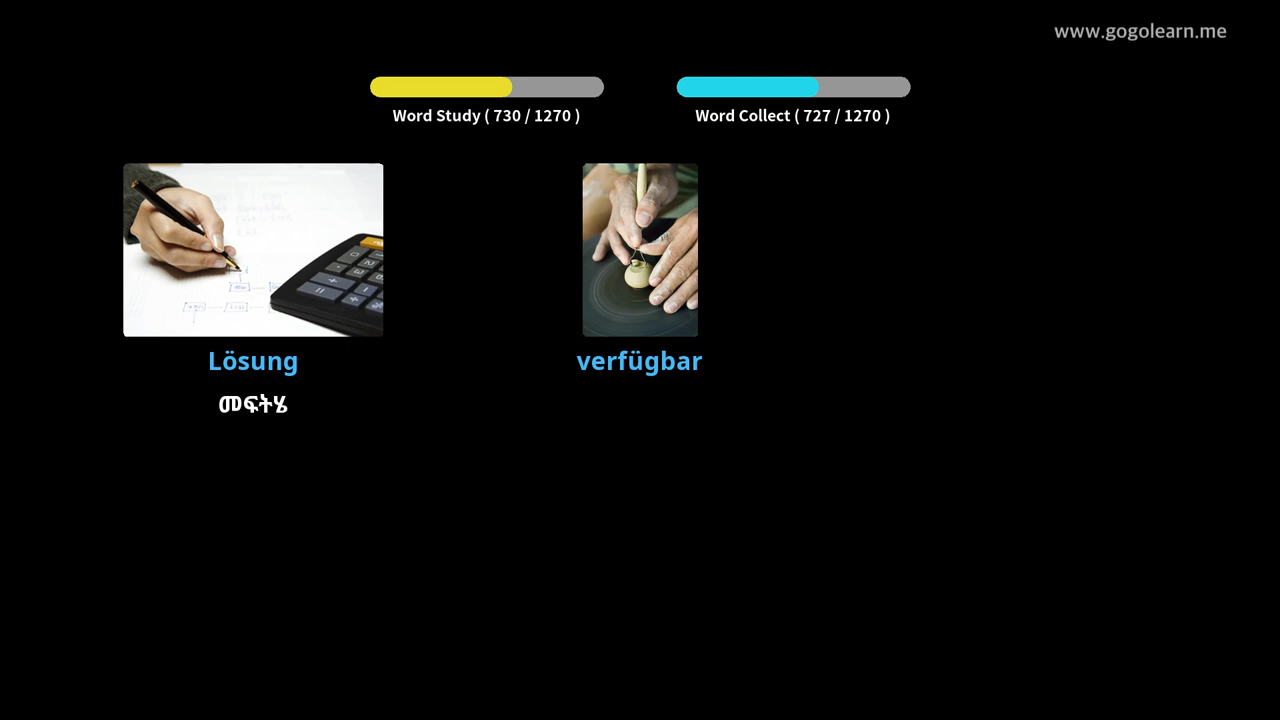 www.gogolearn.me
Word Study ( 730 / 1270 )
Word Collect ( 727 / 1270 )
Lösung
verfügbar
መፍትሄ